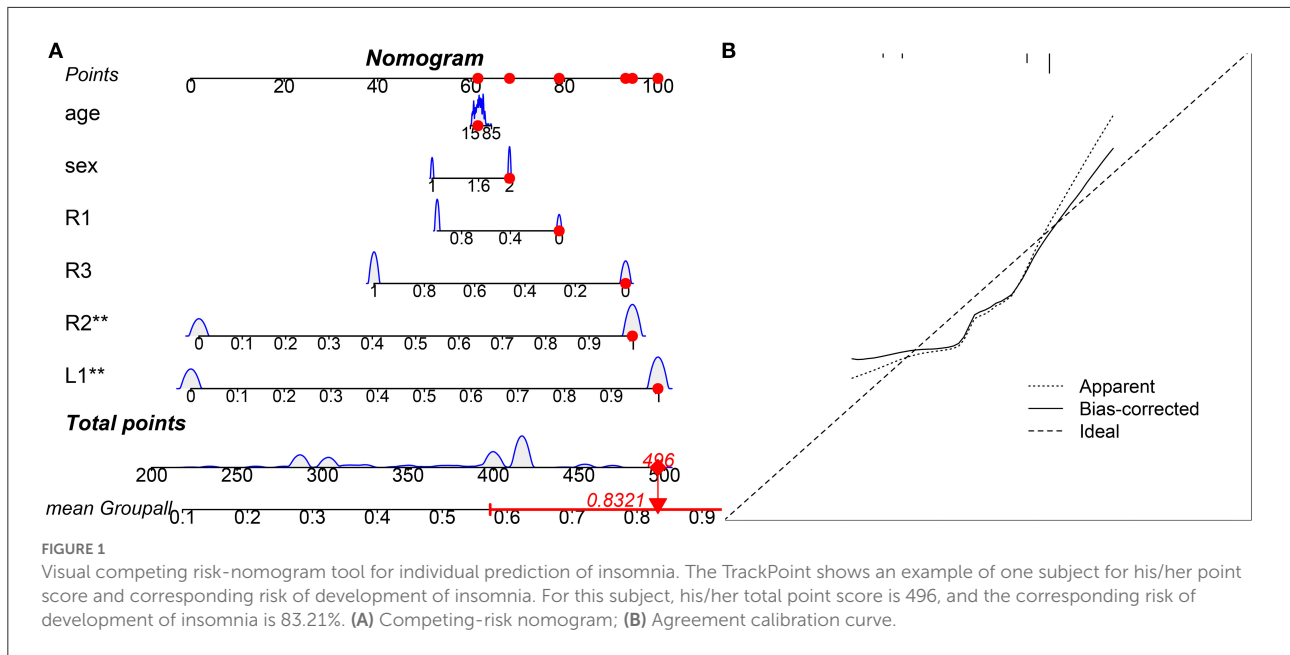 A
Nomogram
B
Points
0 20 40 60 80 100
age
15 85
sex
1 1.6 2
R1
0.8 0.4 0
R3
1 0.8 0.6 0.4 0.2 0
R2**
0 0.1 0.2 0.3 0.4 0.5 0.6 0.7 0.8 0.9 1
L1**
0 0.1 0.2 0.3 0.4 0.5 0.6 0.7 0.8 0.9 1
Total points
496
200 250 300 350 400 450 500
0.8321
mean Groupall
0.1 0.2 0.3 0.4 0.5 0.6 0.7 0.8 0.9
Apparent
Bias-corrected
Ideal
FIGURE 1
Visual competing risk-nomogram tool for individual prediction of insomnia. The TrackPoint shows an example of one subject for his/her point
score and corresponding risk of development of insomnia. For this subject, his/her total point score is 496, and the corresponding risk of
development of insomnia is 83.21%. (A) Competing-risk nomogram; (B) Agreement calibration curve.